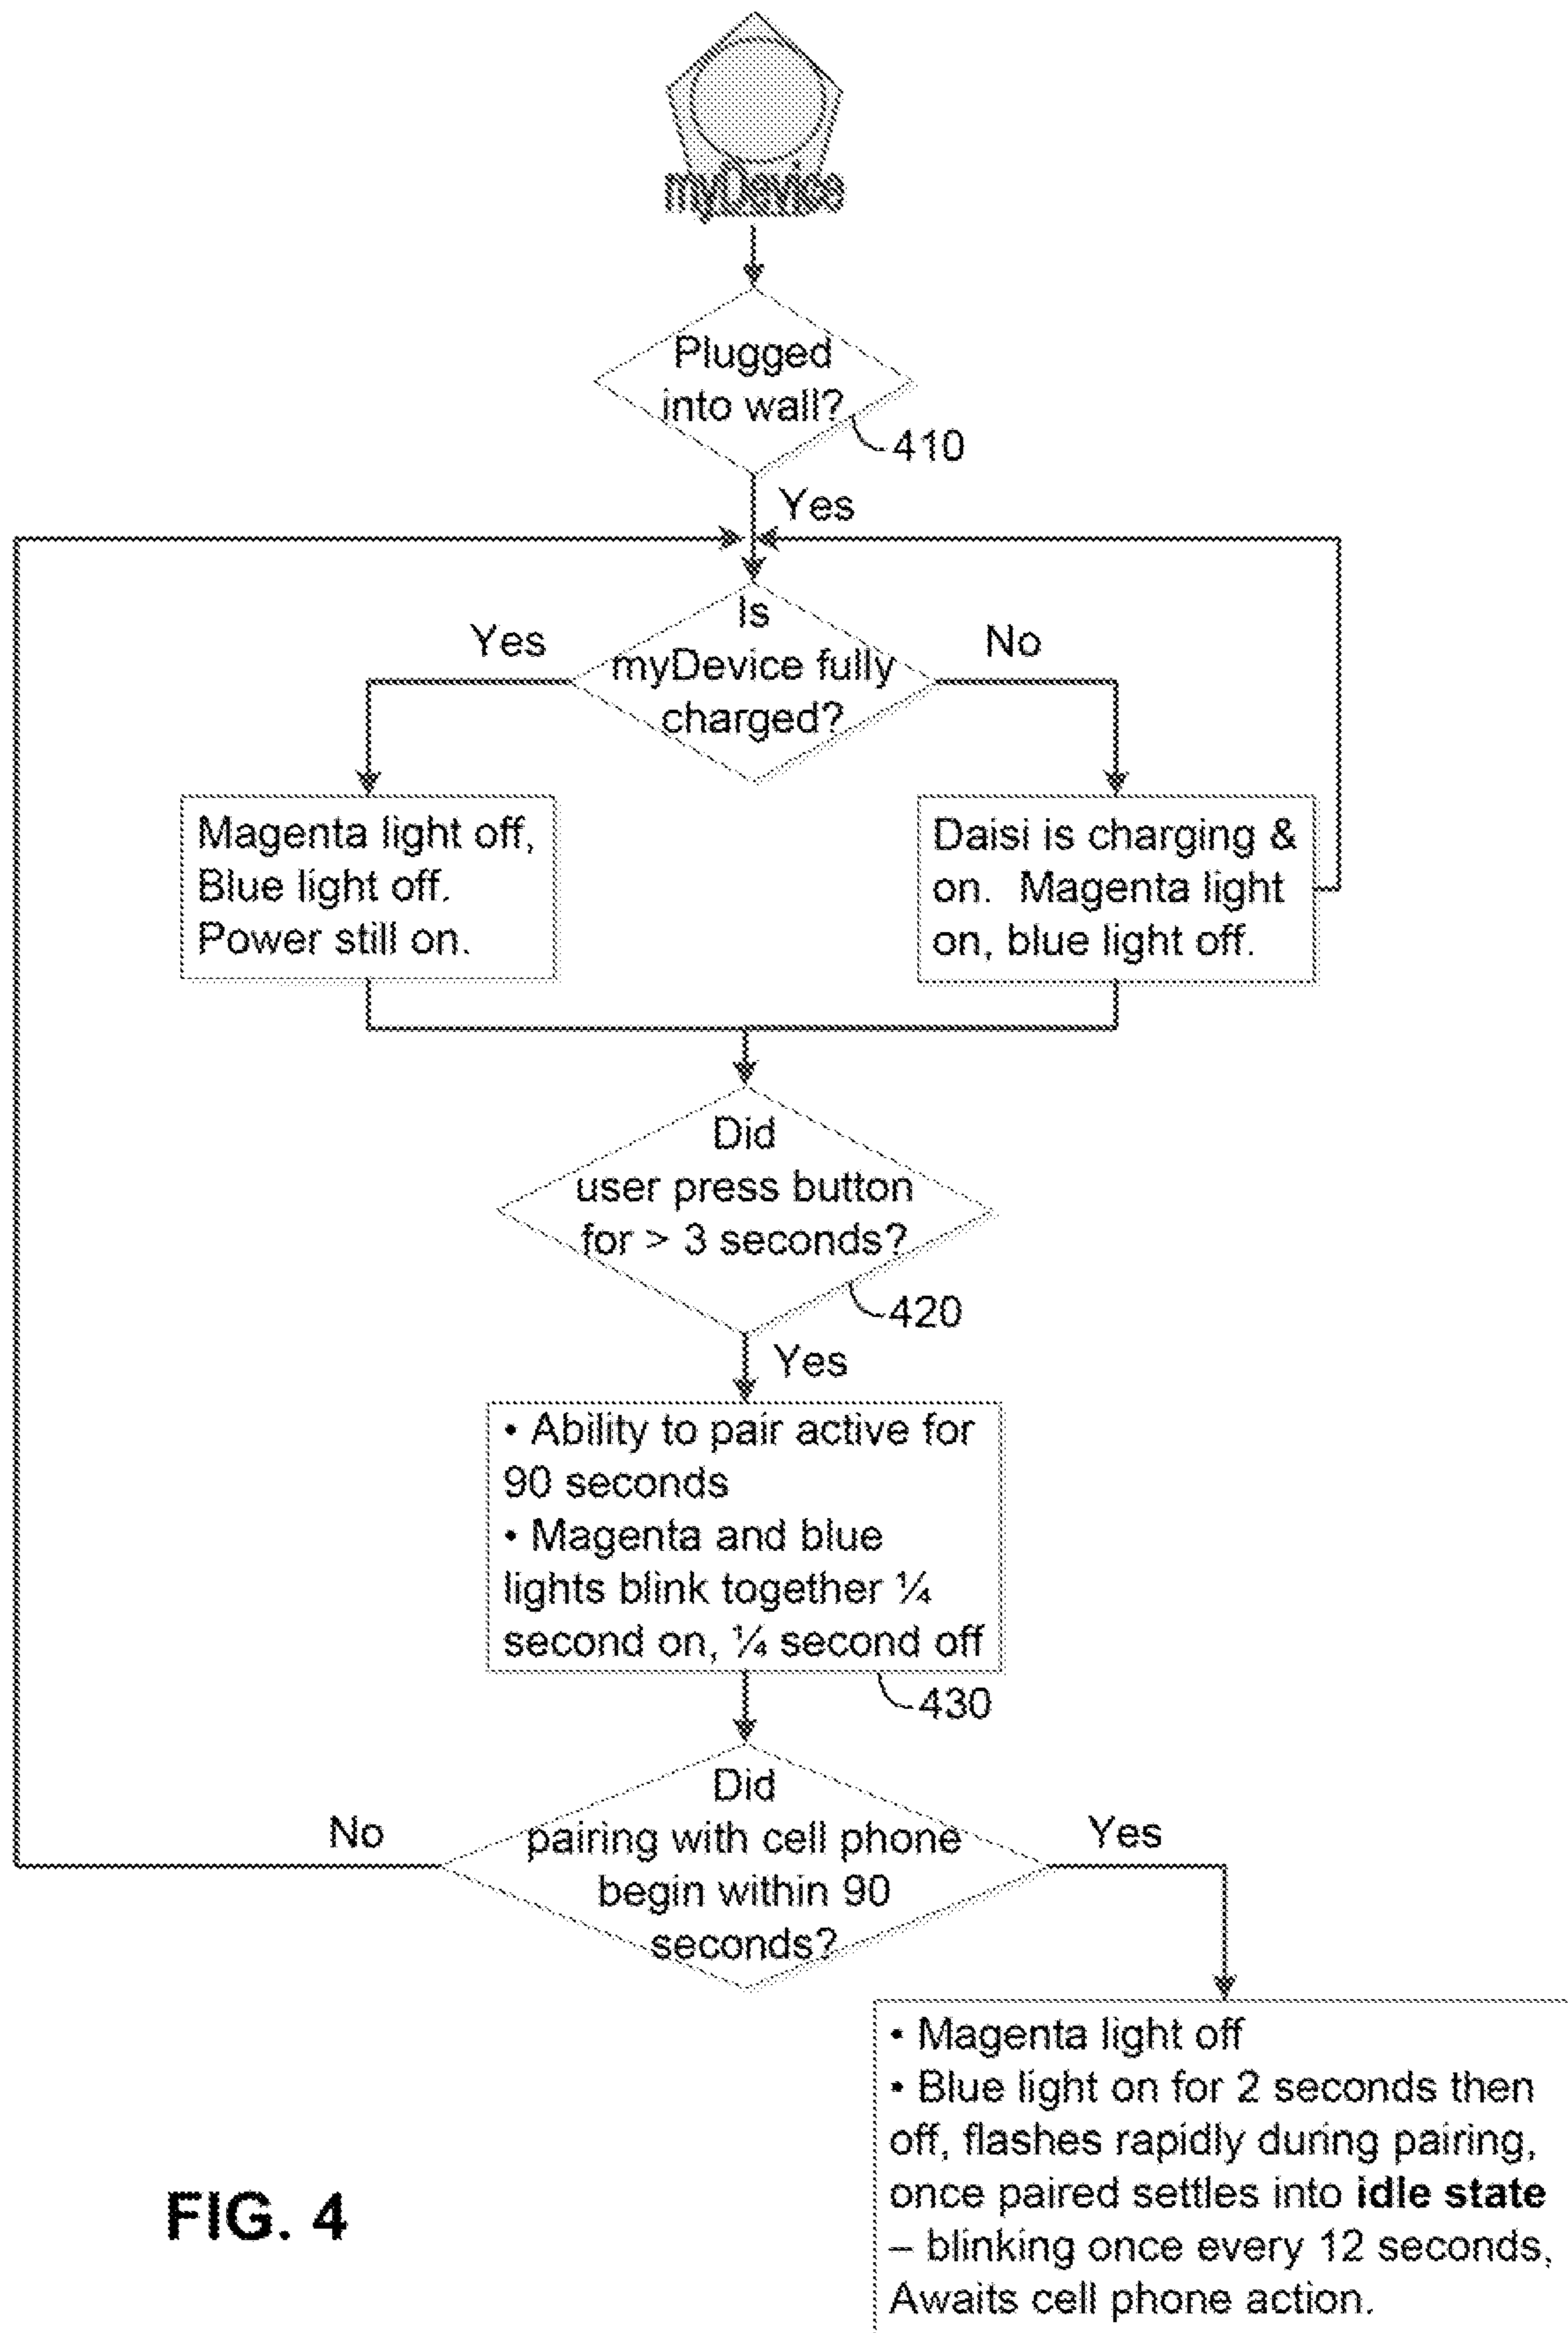 myDevice
Plugged
into wall?
410
Yes
Is
myDevice fully
charged?
Yes
No
Magenta light off,
Blue light off.
Power still on.
Daisi is charging &
on. Magenta light
on, blue light off.
Did
user press button
for > 3 seconds?
420
Yes
• Ability to pair active for
90 seconds
• Magenta and blue
lights blink together ¼
second on, ¼ second off
430
Did
pairing with cell phone
begin within 90
seconds?
No
Yes
• Magenta light off
• Blue light on for 2 seconds then
off, flashes rapidly during pairing,
once paired settles into idle state
– blinking once every 12 seconds,
Awaits cell phone action.
FIG. 4